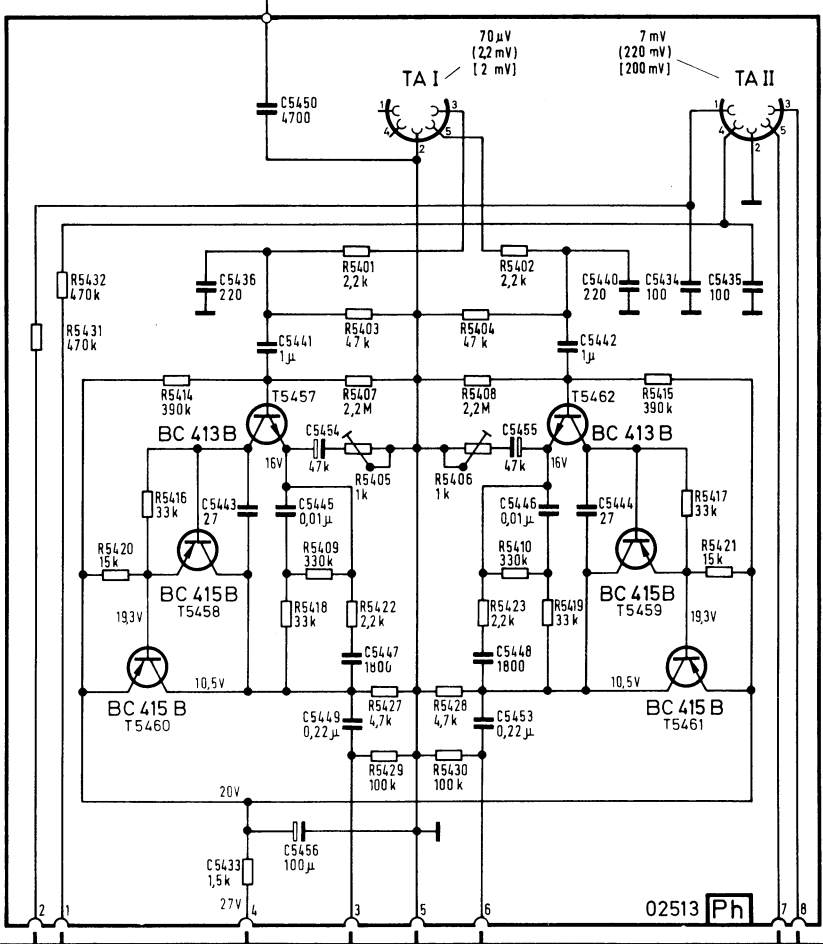 70µV
(2,2 mV)
[2 mV]
7 mV
(220 mV)
[200mV]
TA I
TA II
C5450
4700
1
3
4
5
2
1
3
4
5
2
R5432
470k
R5431
470k
C5436
220
R5401
2,2k
R5402
2,2k
C5440
220
C5434
100
C5435
100
R5403
47k
R5404
47k
C5441
1µ
C5442
1µ
R5414
390k
T5457
R5407
2,2M
R5408
2,2M
T5462
R5415
390k
BC 413B
BC 413B
C5454
47k
C5455
47k
16V
R5405
1k
R5406
1k
16V
R5416
33k
C5443
27
C5445
0,01µ
C5446
0,01µ
C5444
27
R5417
33k
R5420
15k
R5409
330k
R5410
330k
R5421
15k
BC 415B
T5458
BC 415B
T5459
R5418
33k
R5422
2,2k
R5423
2,2k
R5419
33k
19,3V
19,3V
C5447
1800
C5448
1800
10,5V
10,5V
BC 415 B
T5460
BC 415B
T5461
C5449
0,22µ
R5427
4,7k
R5428
4,7k
C5453
0,22µ
R5429
100k
R5430
100k
20V
C5456
100µ
C5433
1,5k
27V
02513 Ph
2
1
4
3
5
6
7
8